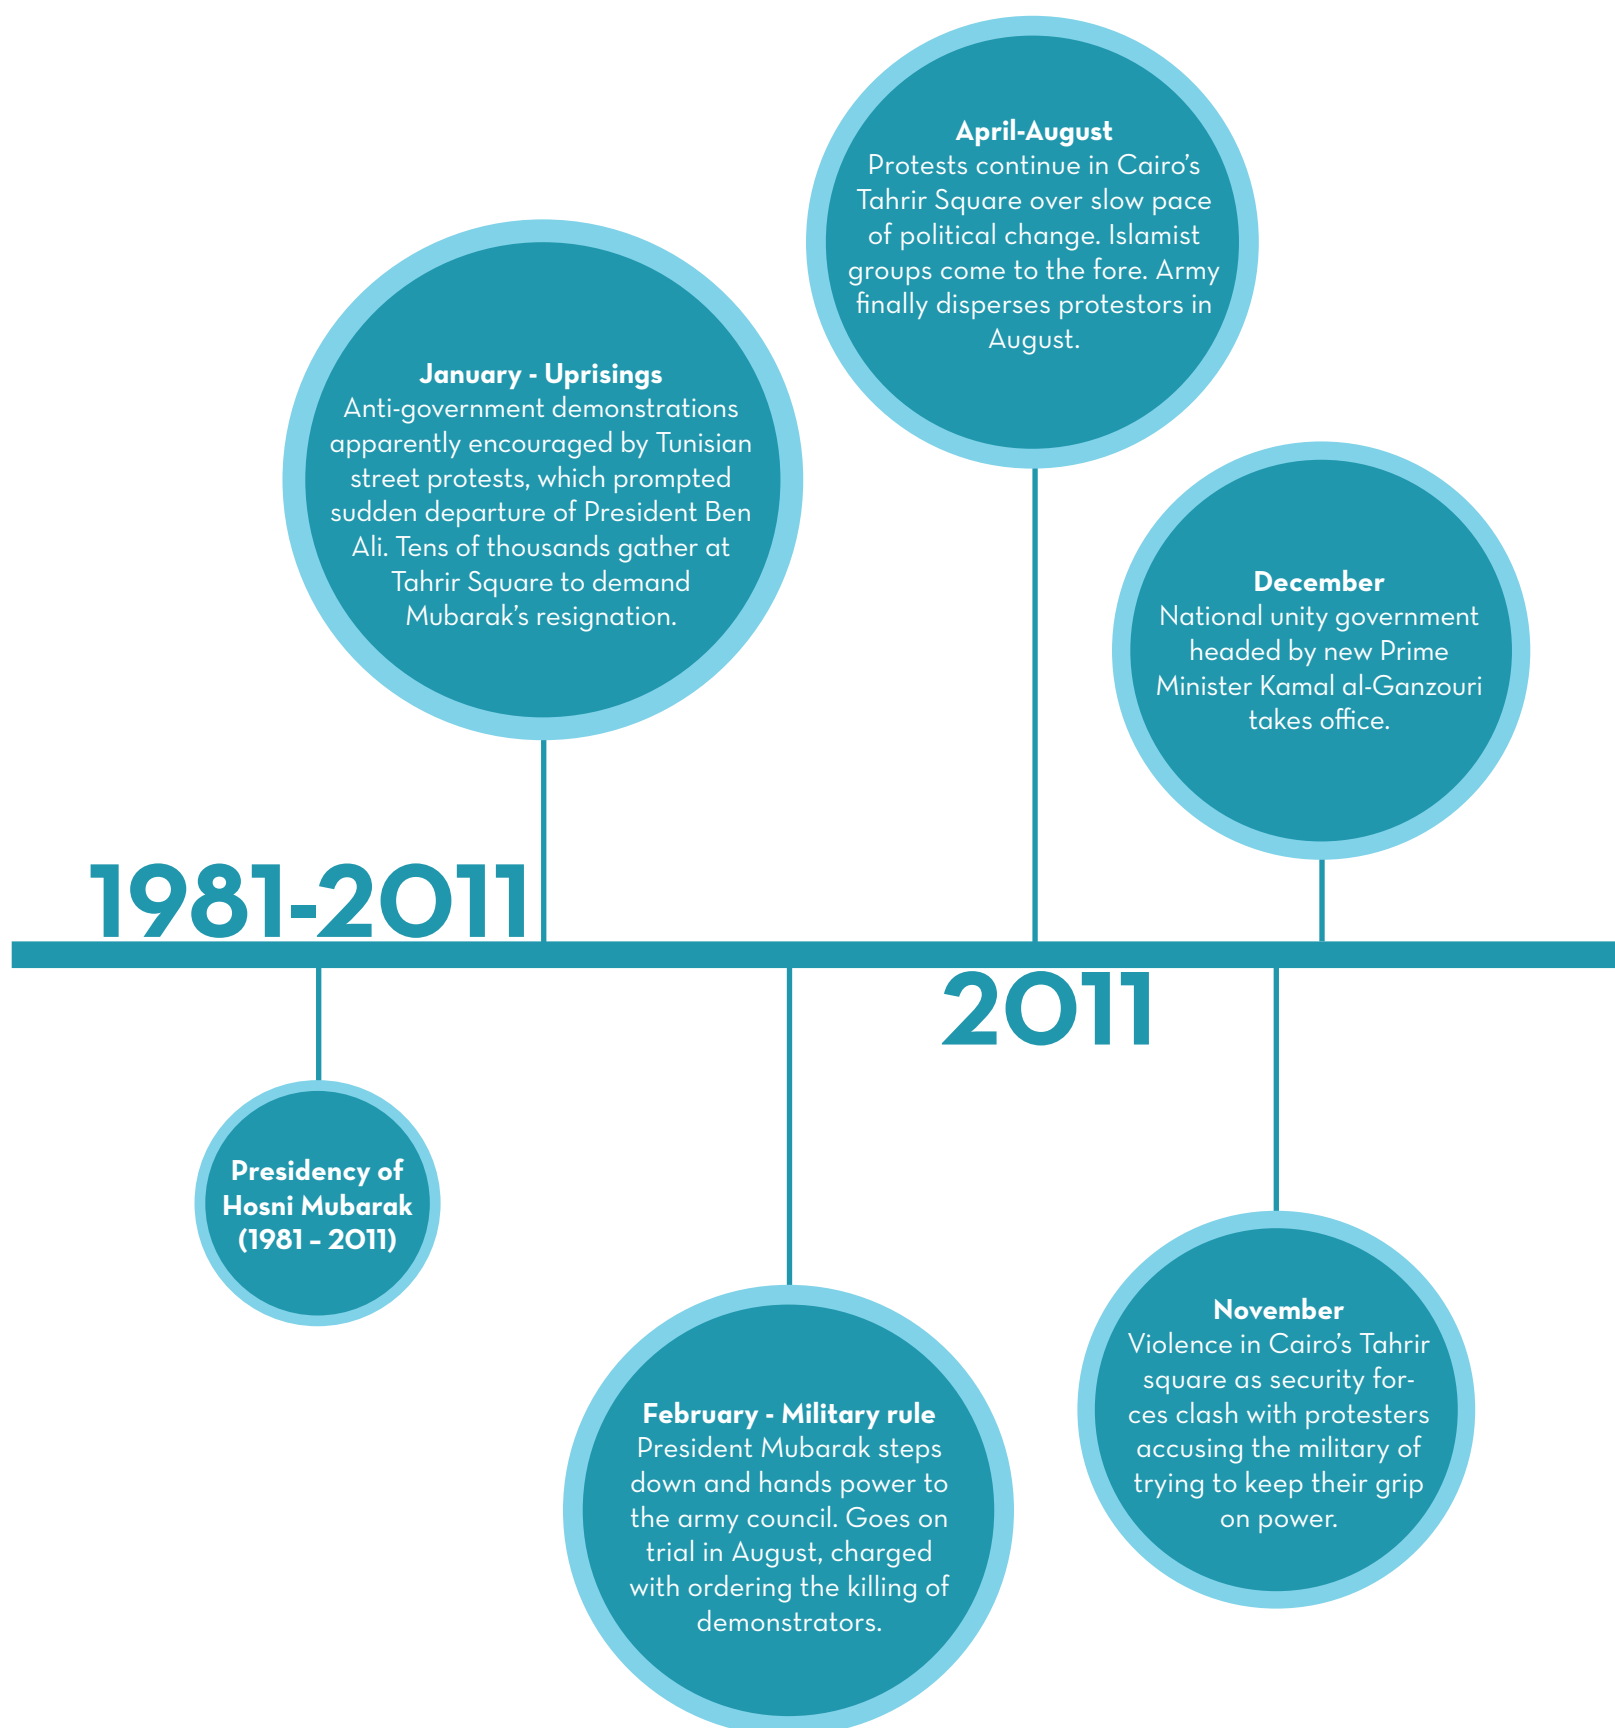 April-August
Protests continue in Cairo’s
Tahrir Square over slow pace
of political change. Islamist
groups come to the fore. Army
finally disperses protestors in
August.
January - Uprisings
Anti-government demonstrations
apparently encouraged by Tunisian
street protests, which prompted
sudden departure of President Ben
Ali. Tens of thousands gather at
Tahrir Square to demand
Mubarak’s resignation.
December
National unity government
headed by new Prime
Minister Kamal al-Ganzouri
takes office.
1981-2011
2011
Presidency of
Hosni Mubarak
(1981 – 2011)
February - Military rule
President Mubarak steps
down and hands power to
the army council. Goes on
trial in August, charged
with ordering the killing of
demonstrators.
November
Violence in Cairo’s Tahrir
square as security for-
ces clash with protesters
accusing the military of
trying to keep their grip
on power.